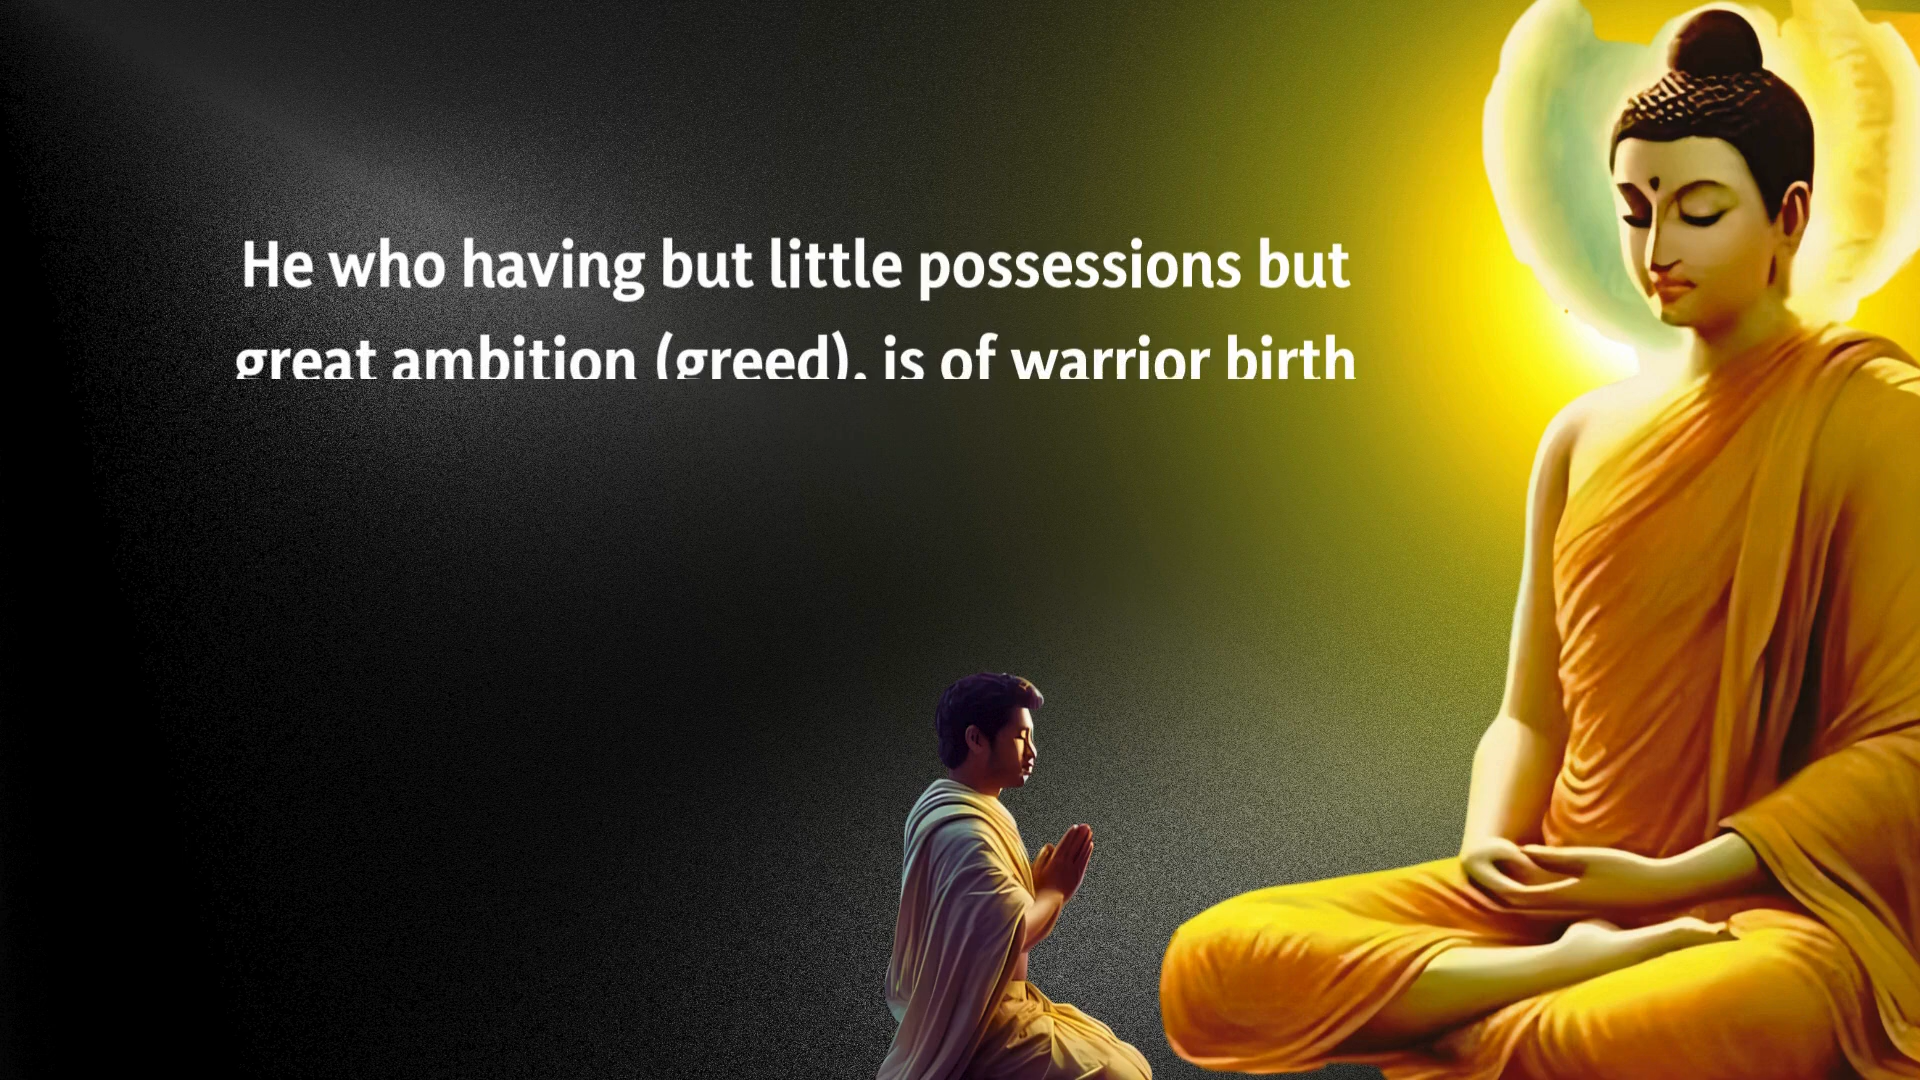 He who having but little possessions but
great ambition (greed), is of warrior birth